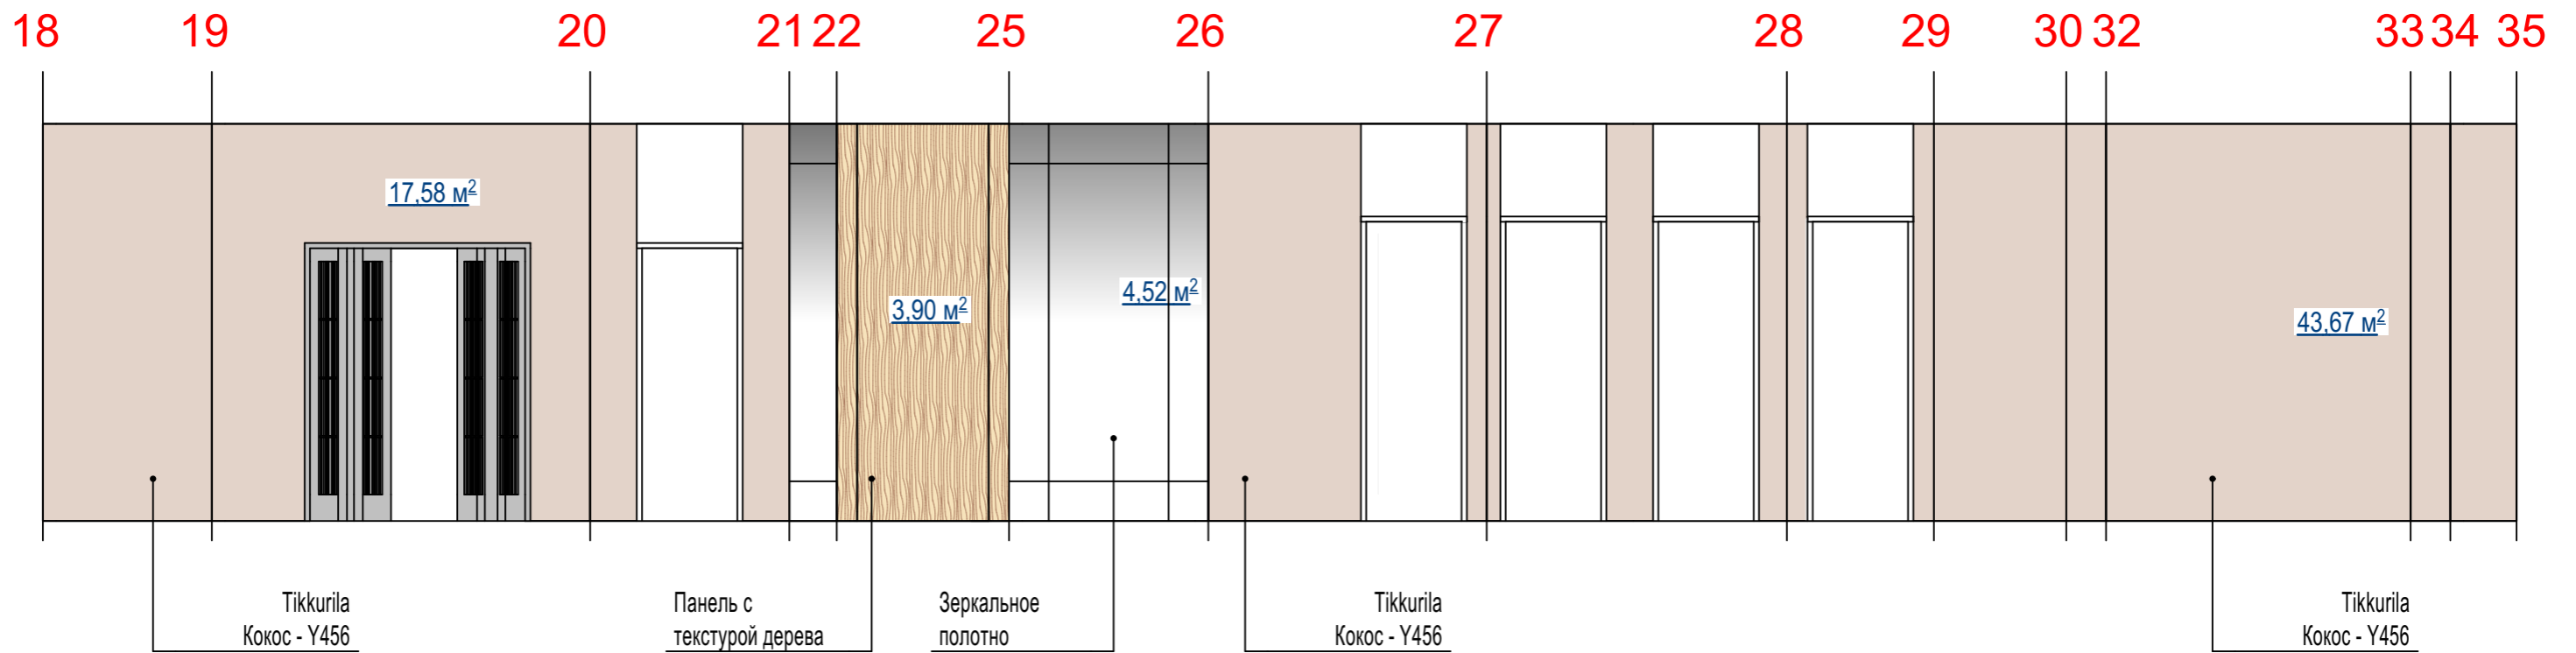 18 19 20 21 22 25 26 27 28 29 30 32 33 34 35
17,58 м²
3,90 м²
4,52 м²
43,67 м²
Tikkurila
Кокос - Y456
Панель с
текстурой дерева
Зеркальное
полотно
Tikkurila
Кокос - Y456
Tikkurila
Кокос - Y456